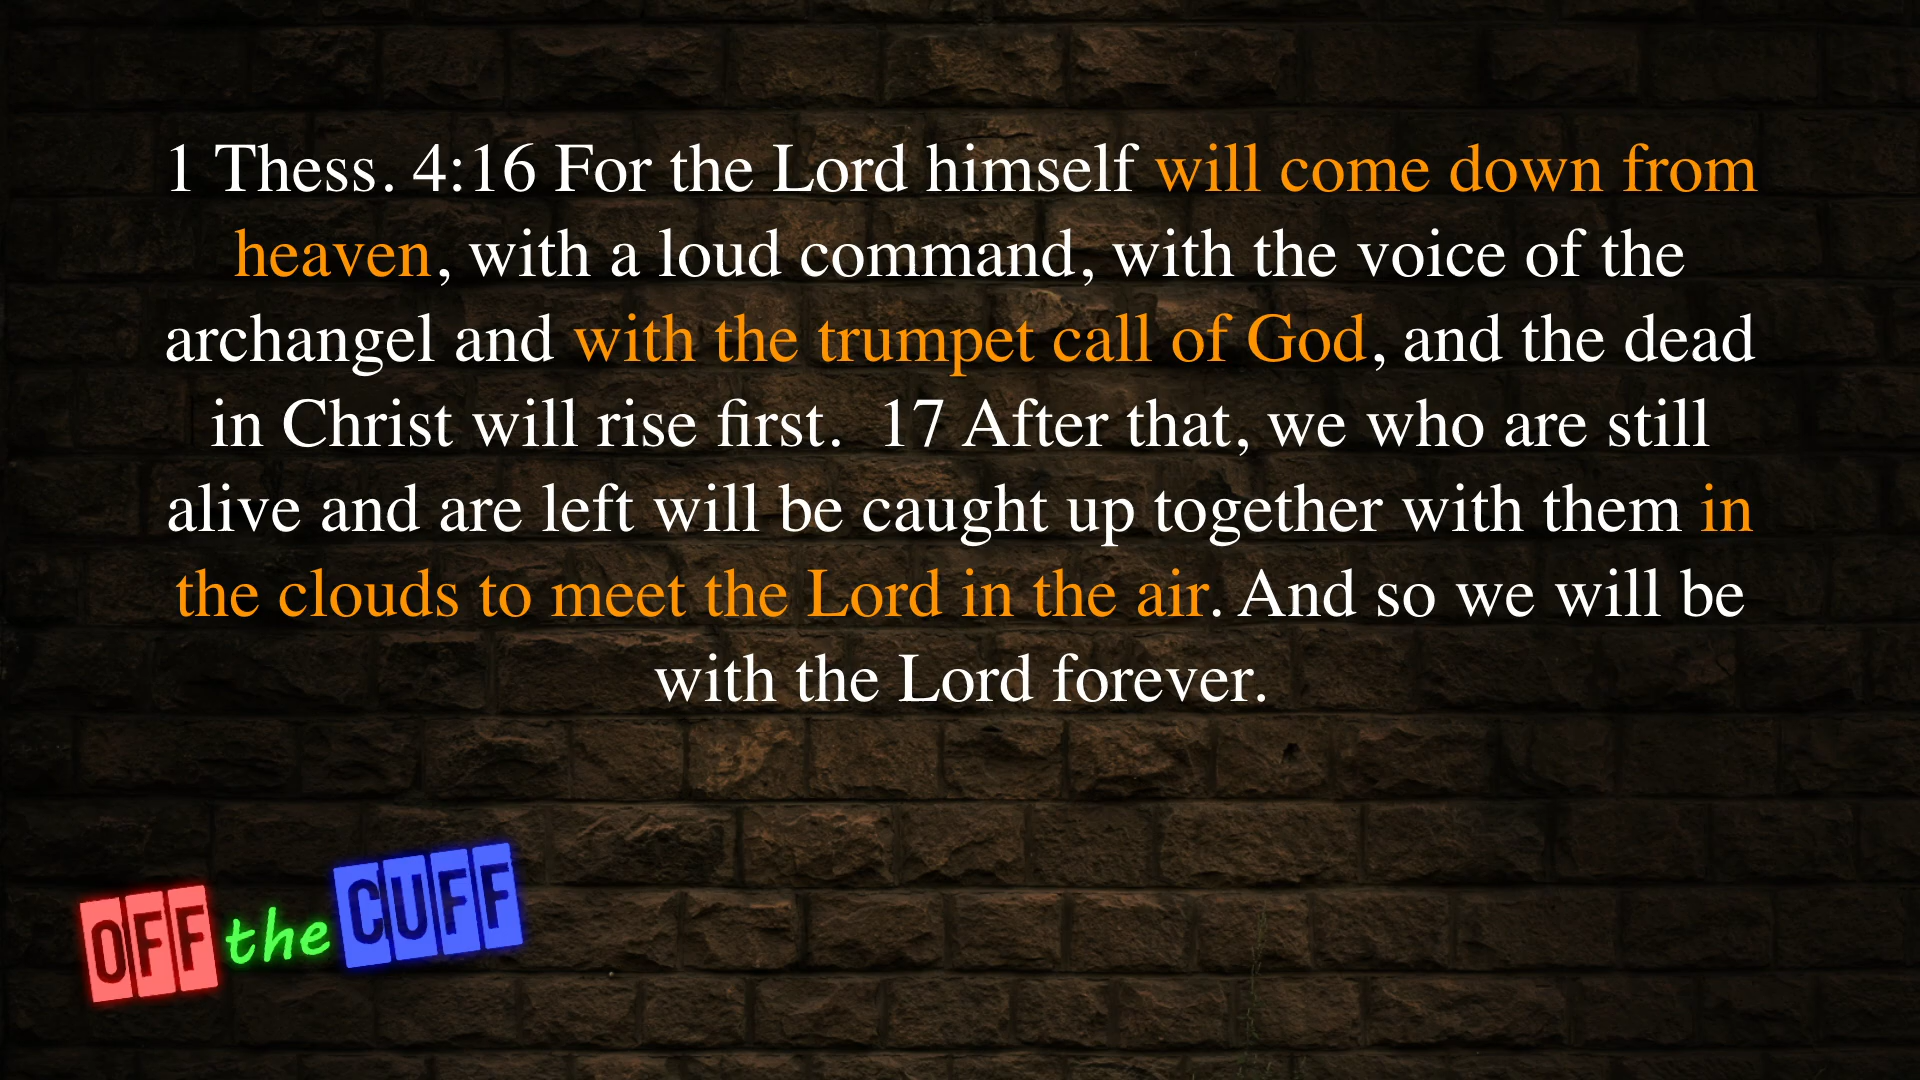 1 Thess. 4:16 For the Lord himself will come down from
heaven, with a loud command, with the voice of the
archangel and with the trumpet call of God, and the dead
in Christ will rise first.  17 After that, we who are still
alive and are left will be caught up together with them in
the clouds to meet the Lord in the air. And so we will be
with the Lord forever.
OFF the CUFF